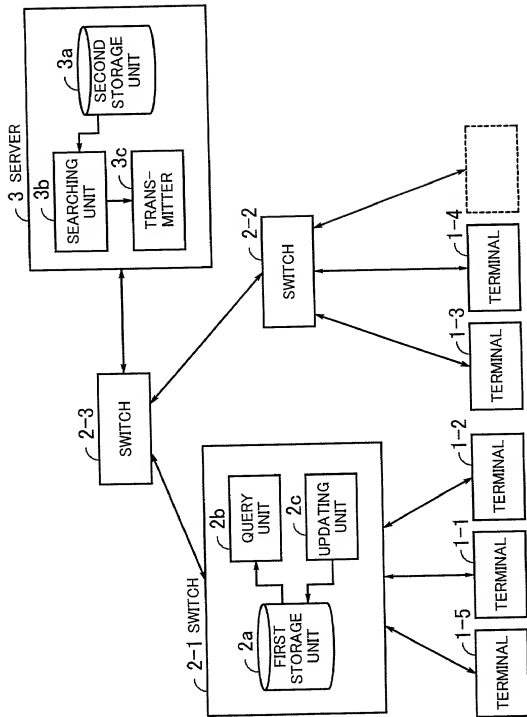 3 SERVER
3b
SEARCHING
UNIT
3a
SECOND
STORAGE
UNIT
3c
TRANS-
MITTER
2-3
SWITCH
2-2
SWITCH
2-1 SWITCH
2a
FIRST
STORAGE
UNIT
2b
QUERY
UNIT
2c
UPDATING
UNIT
1-5
TERMINAL
1-1
TERMINAL
1-2
TERMINAL
1-3
TERMINAL
1-4
TERMINAL